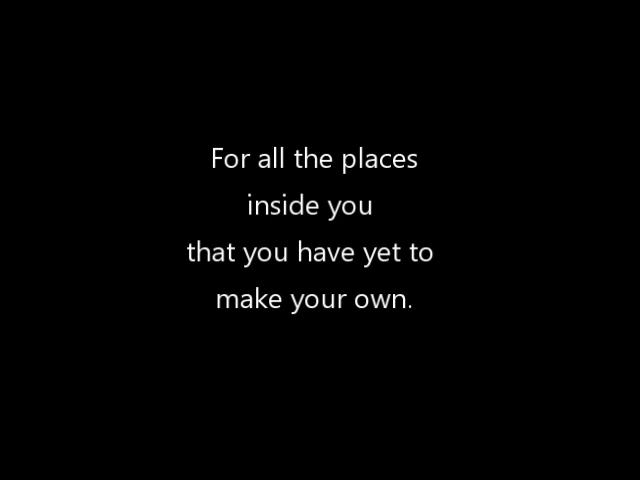 For all the places
inside you
that you have yet to
make your own.